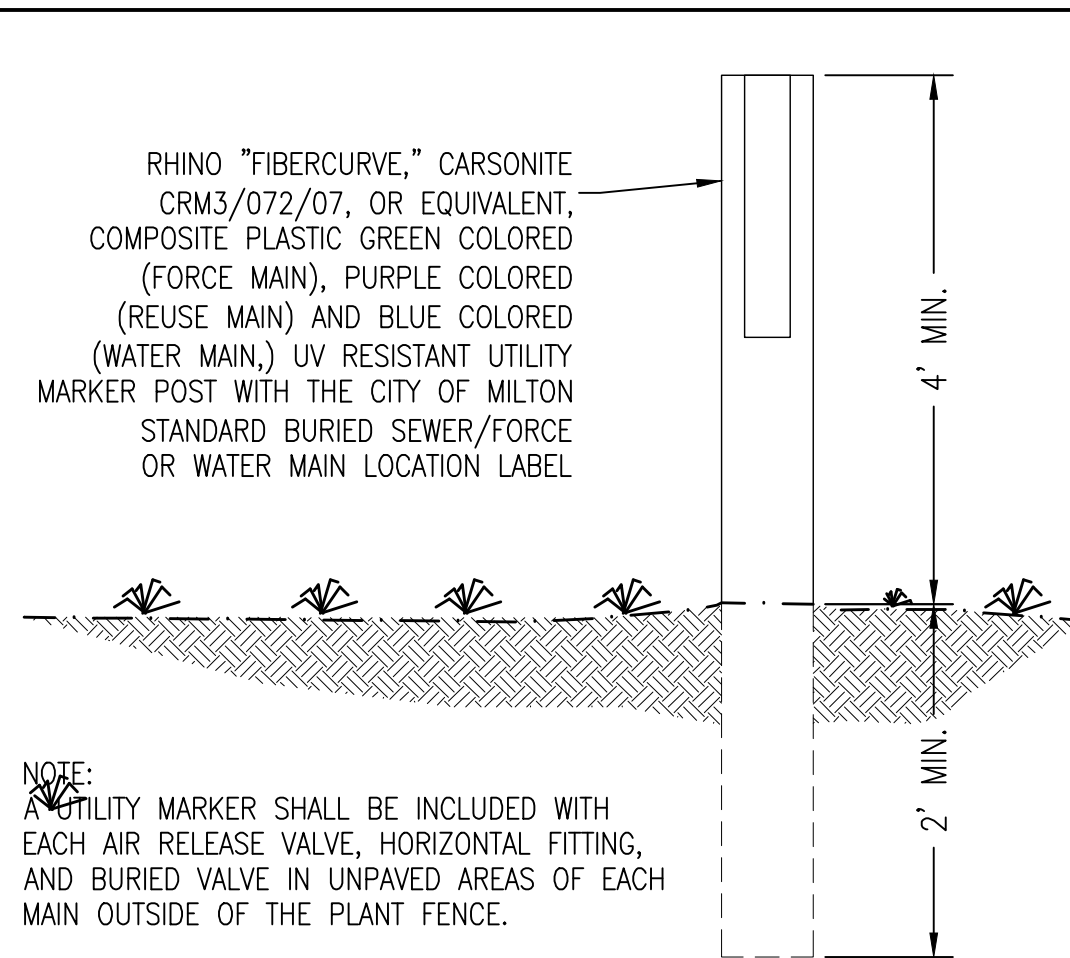 RHINO "FIBERCURVE," CARSONITE
CRM3/072/07, OR EQUIVALENT,
COMPOSITE PLASTIC GREEN COLORED
(FORCE MAIN), PURPLE COLORED
(REUSE MAIN) AND BLUE COLORED
(WATER MAIN,) UV RESISTANT UTILITY
MARKER POST WITH THE CITY OF MILTON
STANDARD BURIED SEWER/FORCE
OR WATER MAIN LOCATION LABEL
4' MIN.
2' MIN.
NOTE:
A UTILITY MARKER SHALL BE INCLUDED WITH
EACH AIR RELEASE VALVE, HORIZONTAL FITTING,
AND BURIED VALVE IN UNPAVED AREAS OF EACH
MAIN OUTSIDE OF THE PLANT FENCE.